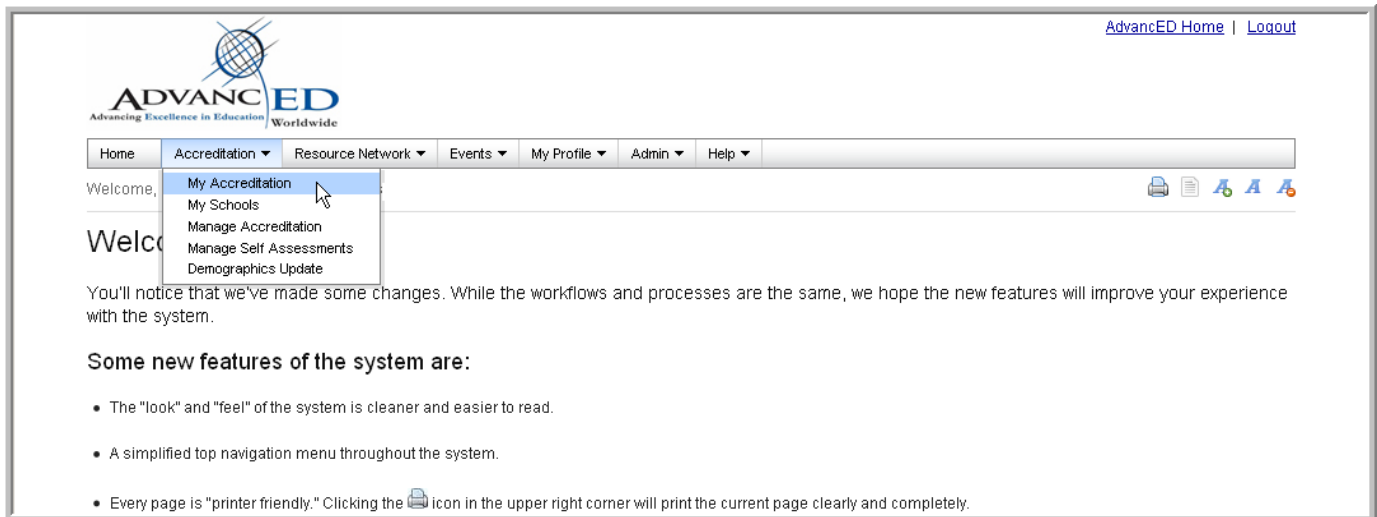 AdvancED Home | Logout
ADVANCED
Advancing Excellence in Education Worldwide
Home Accreditation ▼ Resource Network ▼ Events ▼ My Profile ▼ Admin ▼ Help ▼
Welcome,
My Accreditation
My Schools
Manage Accreditation
Manage Self Assessments
Demographics Update
Welco
You'll notice that we've made some changes. While the workflows and processes are the same, we hope the new features will improve your experience
with the system.
Some new features of the system are:
• The "look" and "feel" of the system is cleaner and easier to read.
• A simplified top navigation menu throughout the system.
• Every page is "printer friendly." Clicking the icon in the upper right corner will print the current page clearly and completely.